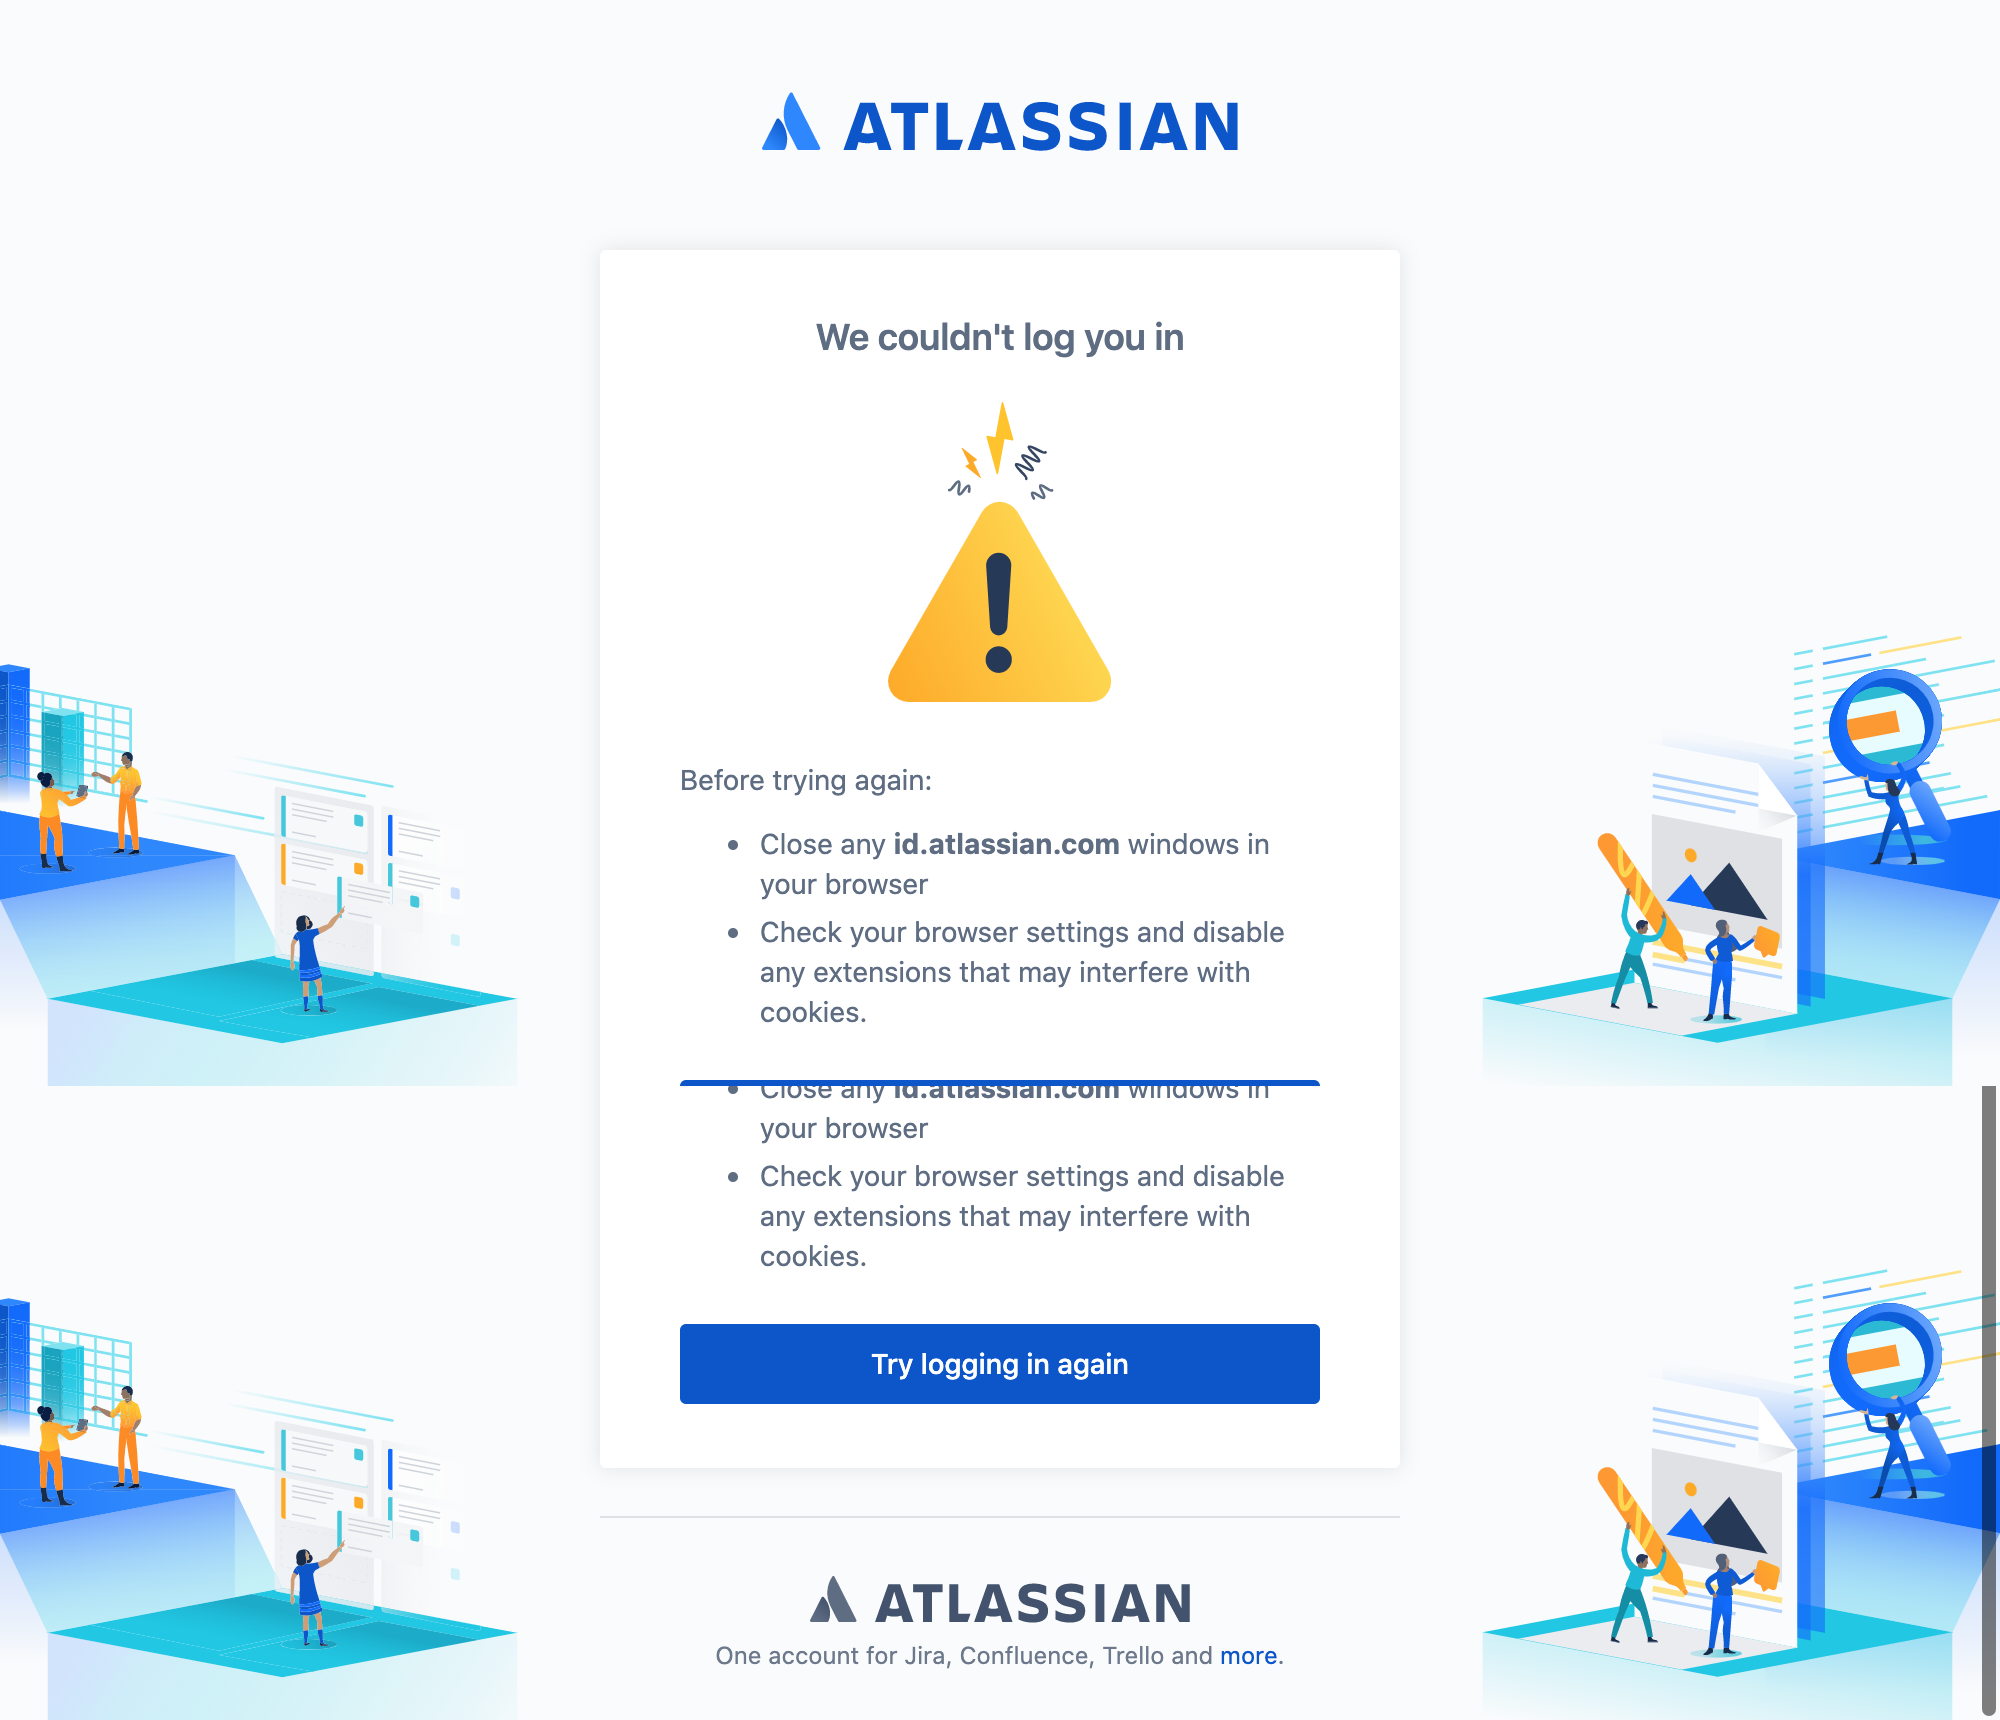 ATLASSIAN
We couldn't log you in
Before trying again:
• Close any id.atlassian.com windows in
your browser
• Check your browser settings and disable
any extensions that may interfere with
cookies.
• Close any id.atlassian.com windows in
your browser
• Check your browser settings and disable
any extensions that may interfere with
cookies.
Try logging in again
ATLASSIAN
One account for Jira, Confluence, Trello and more.